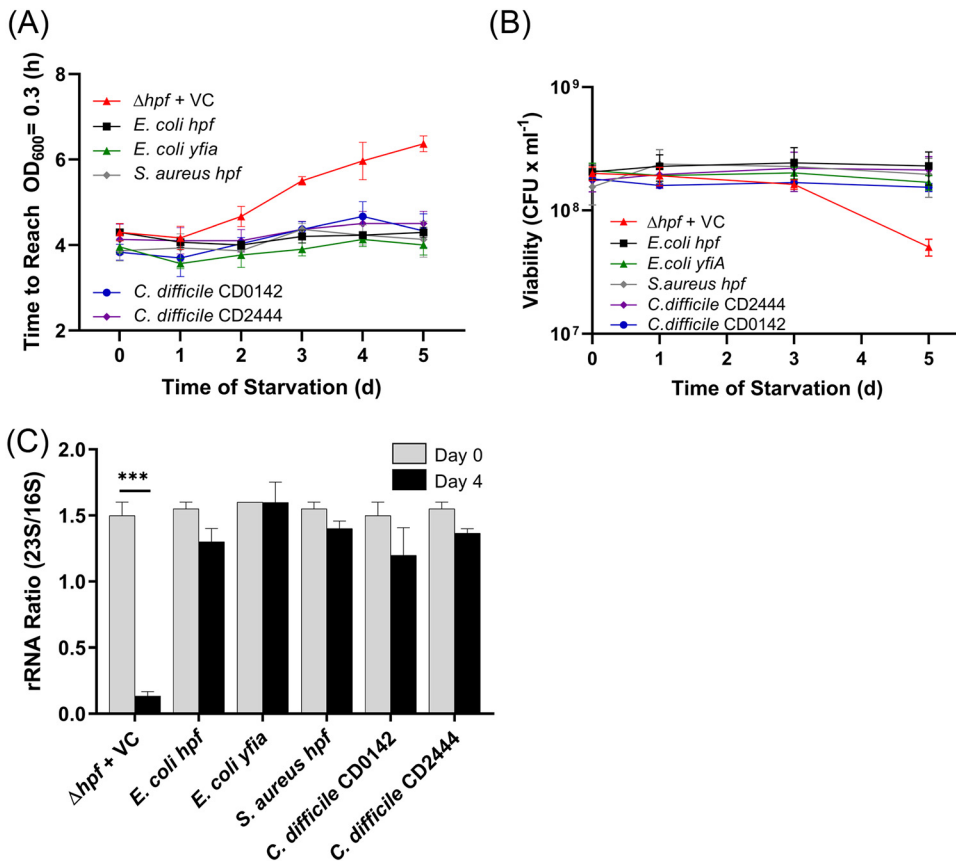 (A)
Time to Reach OD600= 0.3 (h)
8
6
4
2
Δhpf + VC
E. coli hpf
E. coli yfia
S. aureus hpf
C. difficile CD0142
C. difficile CD2444
0 1 2 3 4 5
Time of Starvation (d)
(B)
Viability (CFU x ml-1)
10^9
10^8
10^7
Δhpf + VC
E.coli hpf
E.coli yfiA
S.aureus hpf
C.difficile CD2444
C.difficile CD0142
0 1 2 3 4 5
Time of Starvation (d)
(C)
rRNA Ratio (23S/16S)
2.0
1.5
1.0
0.5
0.0
***
Day 0
Day 4
Δhpf + VC
E. coli hpf
E. coli yfia
S. aureus hpf
C. difficile CD0142
C. difficile CD2444